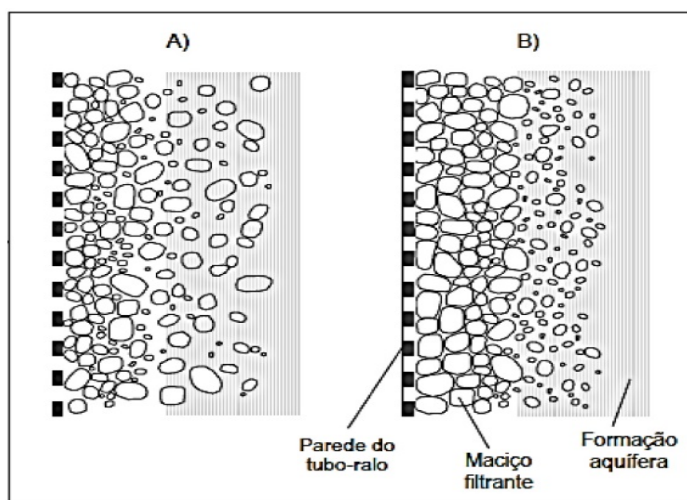 A)
B)
Parede do
tubo-ralo
Maciço
filtrante
Formação
aquífera